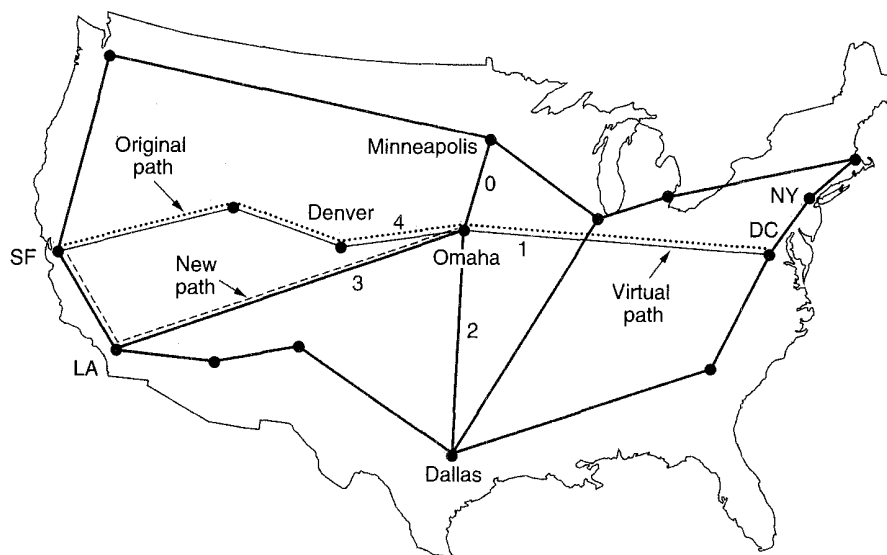 Minneapolis
Original
path
0
NY
Denver
4
DC
SF
Omaha
1
New
path
3
Virtual
path
2
LA
Dallas